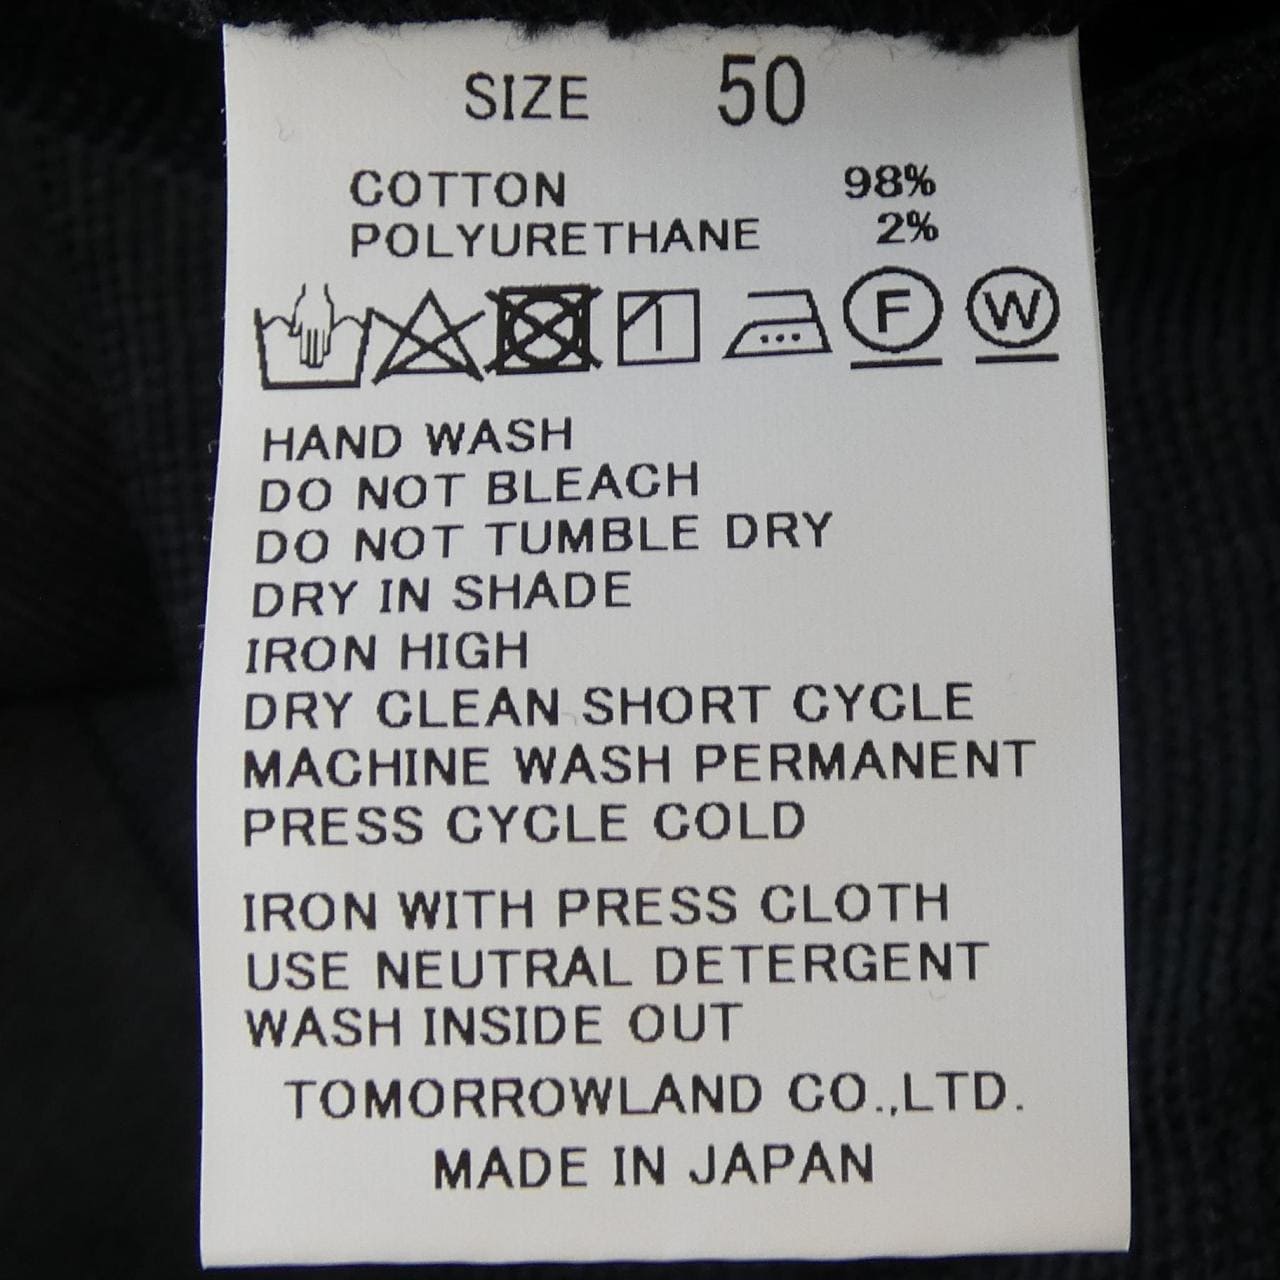 SIZE 50
COTTON 98%
POLYURETHANE 2%
F W
HAND WASH
DO NOT BLEACH
DO NOT TUMBLE DRY
DRY IN SHADE
IRON HIGH
DRY CLEAN SHORT CYCLE
MACHINE WASH PERMANENT
PRESS CYCLE COLD
IRON WITH PRESS CLOTH
USE NEUTRAL DETERGENT
WASH INSIDE OUT
TOMORROWLAND CO.,LTD.
MADE IN JAPAN